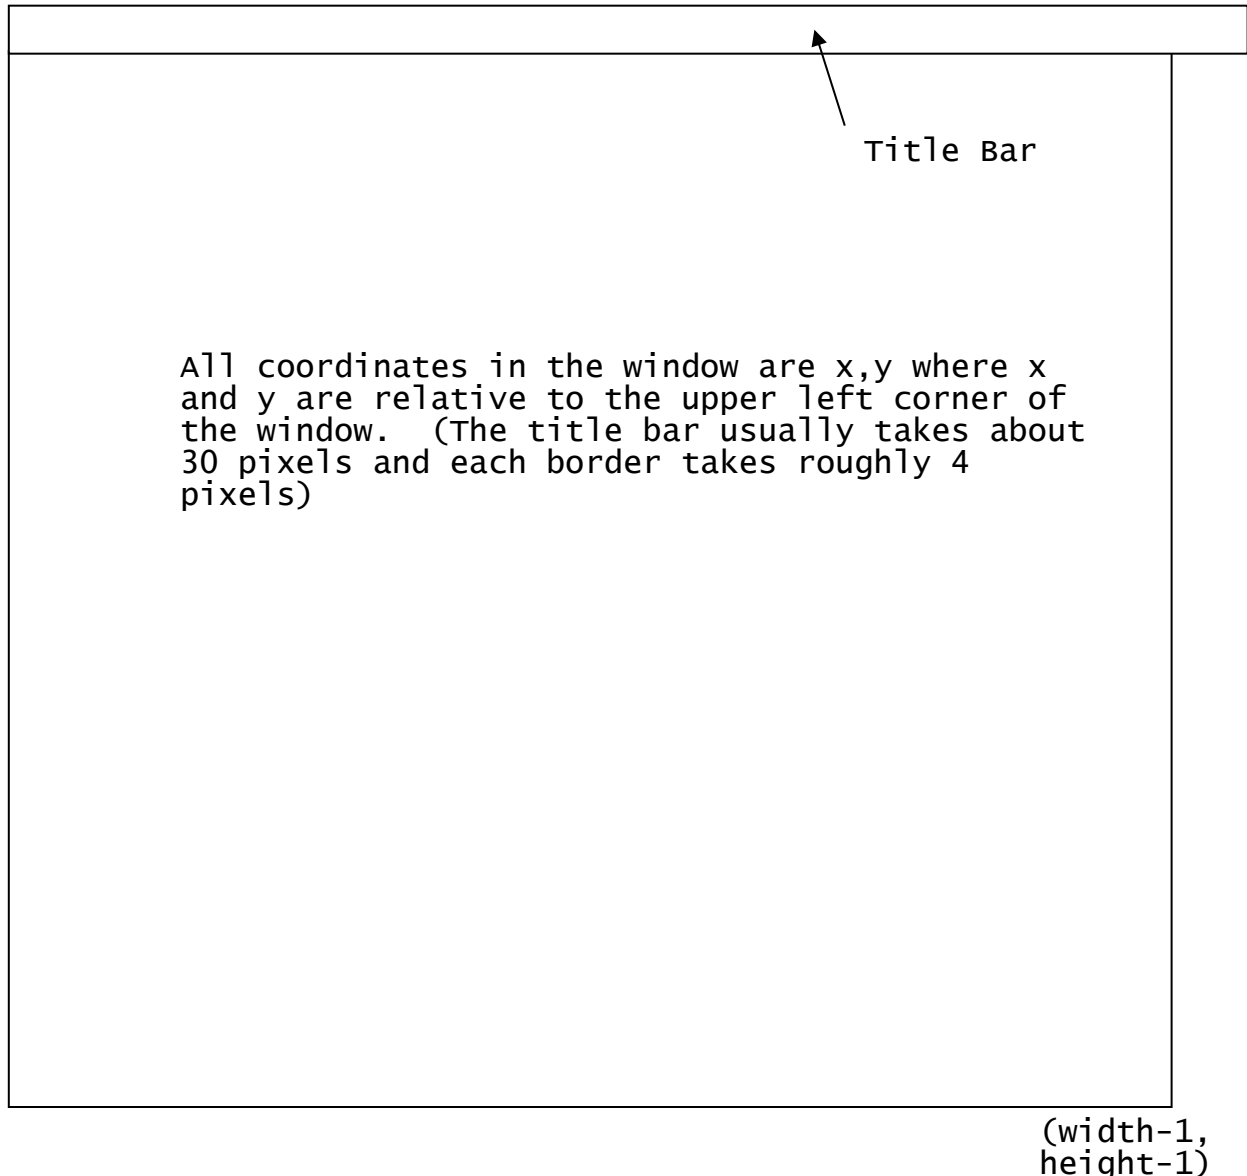 Title Bar
All coordinates in the window are x,y where x
and y are relative to the upper left corner of
the window.  (The title bar usually takes about
30 pixels and each border takes roughly 4
pixels)
(width-1,
height-1)